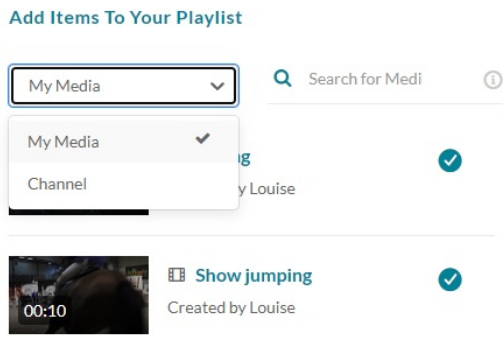 Add Items To Your Playlist
My Media
Search for Medi
My Media
Channel
g
y Louise
Show jumping
00:10
Created by Louise